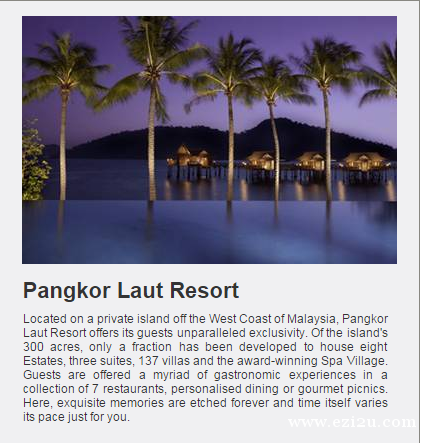 Pangkor Laut Resort
Located on a private island off the West Coast of Malaysia, Pangkor
Laut Resort offers its guests unparalleled exclusivity. Of the island's
300 acres, only a fraction has been developed to house eight
Estates, three suites, 137 villas and the award-winning Spa Village.
Guests are offered a myriad of gastronomic experiences in a
collection of 7 restaurants, personalised dining or gourmet picnics.
Here, exquisite memories are etched forever and time itself varies
its pace just for you.
www.ezi2u.com